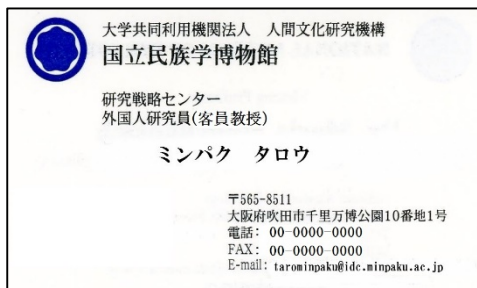 大学共同利用機関法人　人間文化研究機構
国立民族学博物館
研究戦略センター
外国人研究員(客員教授)
ミンパク　タロウ
〒565-8511
大阪府吹田市千里万博公園10番地1号
電話： 00-0000-0000
FAX： 00-0000-0000
E-mail：tarominpaku@idc.minpaku.ac.jp